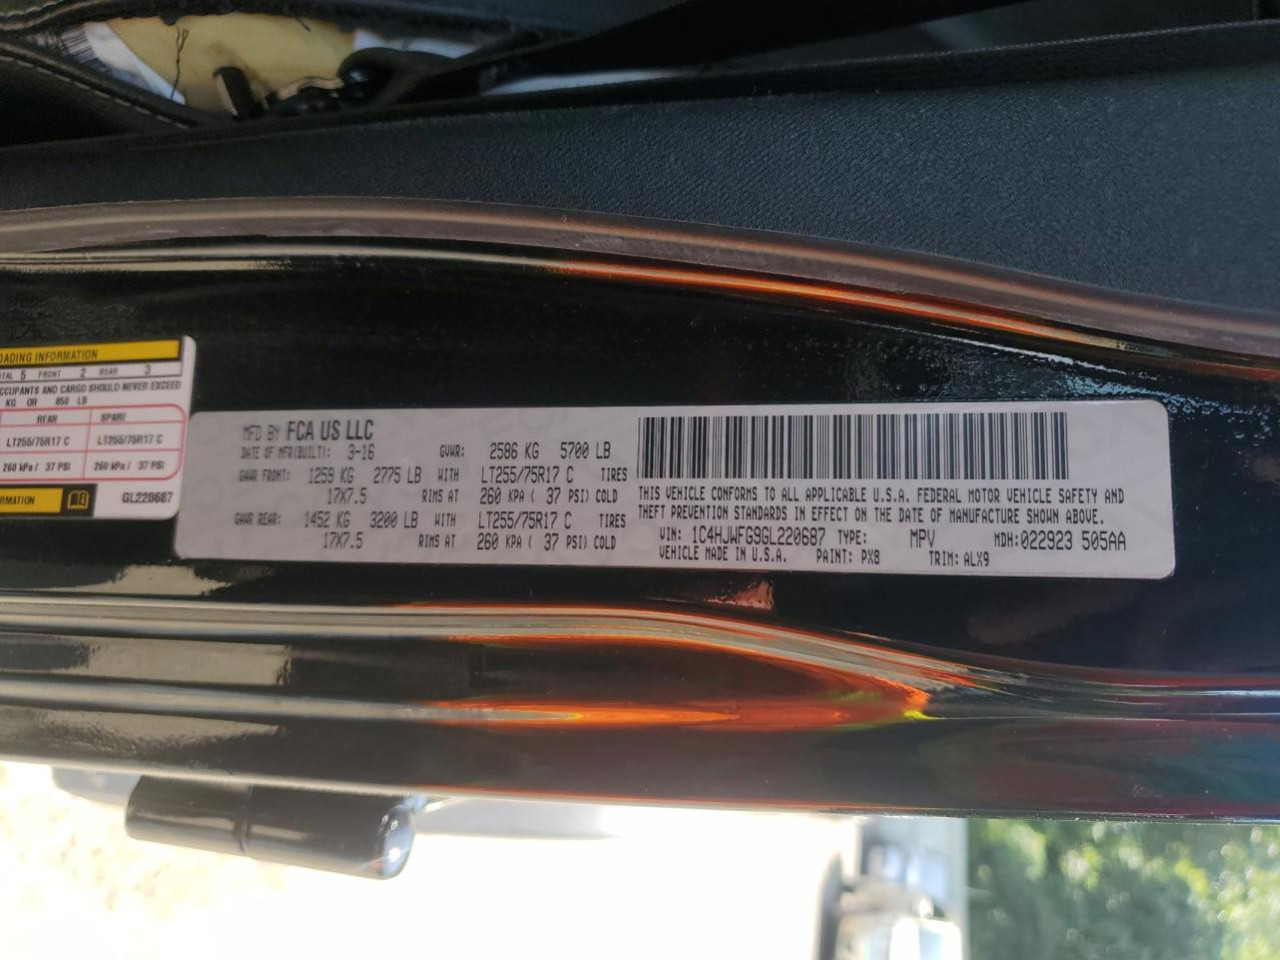 OADING INFORMATION
TAL 5 FRONT 2 REAR 3
CCUPANTS AND CARGO SHOULD NEVER EXCEED
KG OR 850 LB
REAR SPARE
LT255/75R17 C LT255/75R17 C
260 kPa / 37 PSI 260 kPa / 37 PSI
RMATION GL220687
MFD BY FCA US LLC
DATE OF MFR(BUILT): 3-16 GVWR: 2586 KG 5700 LB
GAWR FRONT: 1259 KG 2775 LB WITH LT255/75R17 C TIRES
17X7.5 RIMS AT 260 KPA ( 37 PSI) COLD
GAWR REAR: 1452 KG 3200 LB WITH LT255/75R17 C TIRES
17X7.5 RIMS AT 260 KPA ( 37 PSI) COLD
THIS VEHICLE CONFORMS TO ALL APPLICABLE U.S.A. FEDERAL MOTOR VEHICLE SAFETY AND
THEFT PREVENTION STANDARDS IN EFFECT ON THE DATE OF MANUFACTURE SHOWN ABOVE.
VIN: 1C4HJWFG9GL220687 TYPE: MPV MDH: 022923 505AA
VEHICLE MADE IN U.S.A. PAINT: PX8 TRIM: ALX9